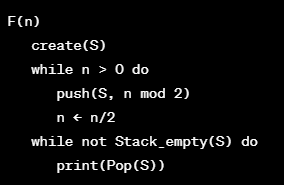 F(n)
create(S)
while n > 0 do
push(S, n mod 2)
n ← n/2
while not Stack_empty(S) do
print(Pop(S))